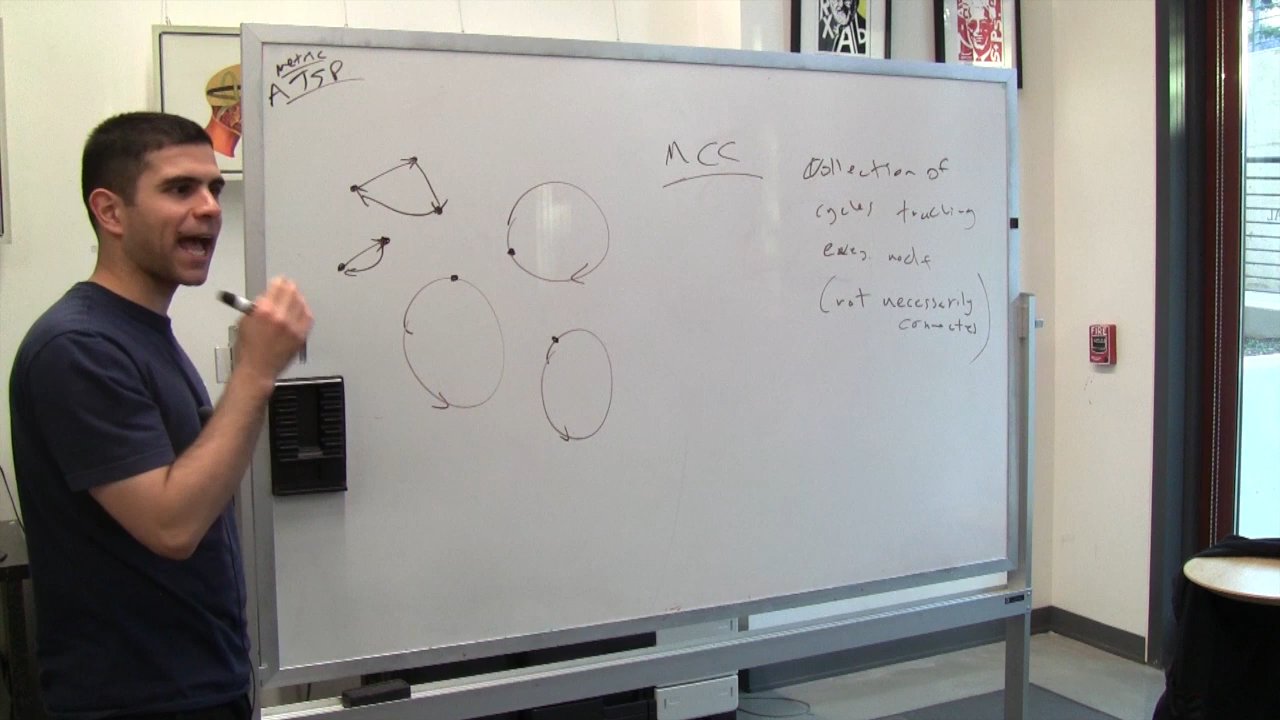 metric
ATSP
MCC
Collection of
cycles touching
every node
(not necessarily
connected)
FIRE